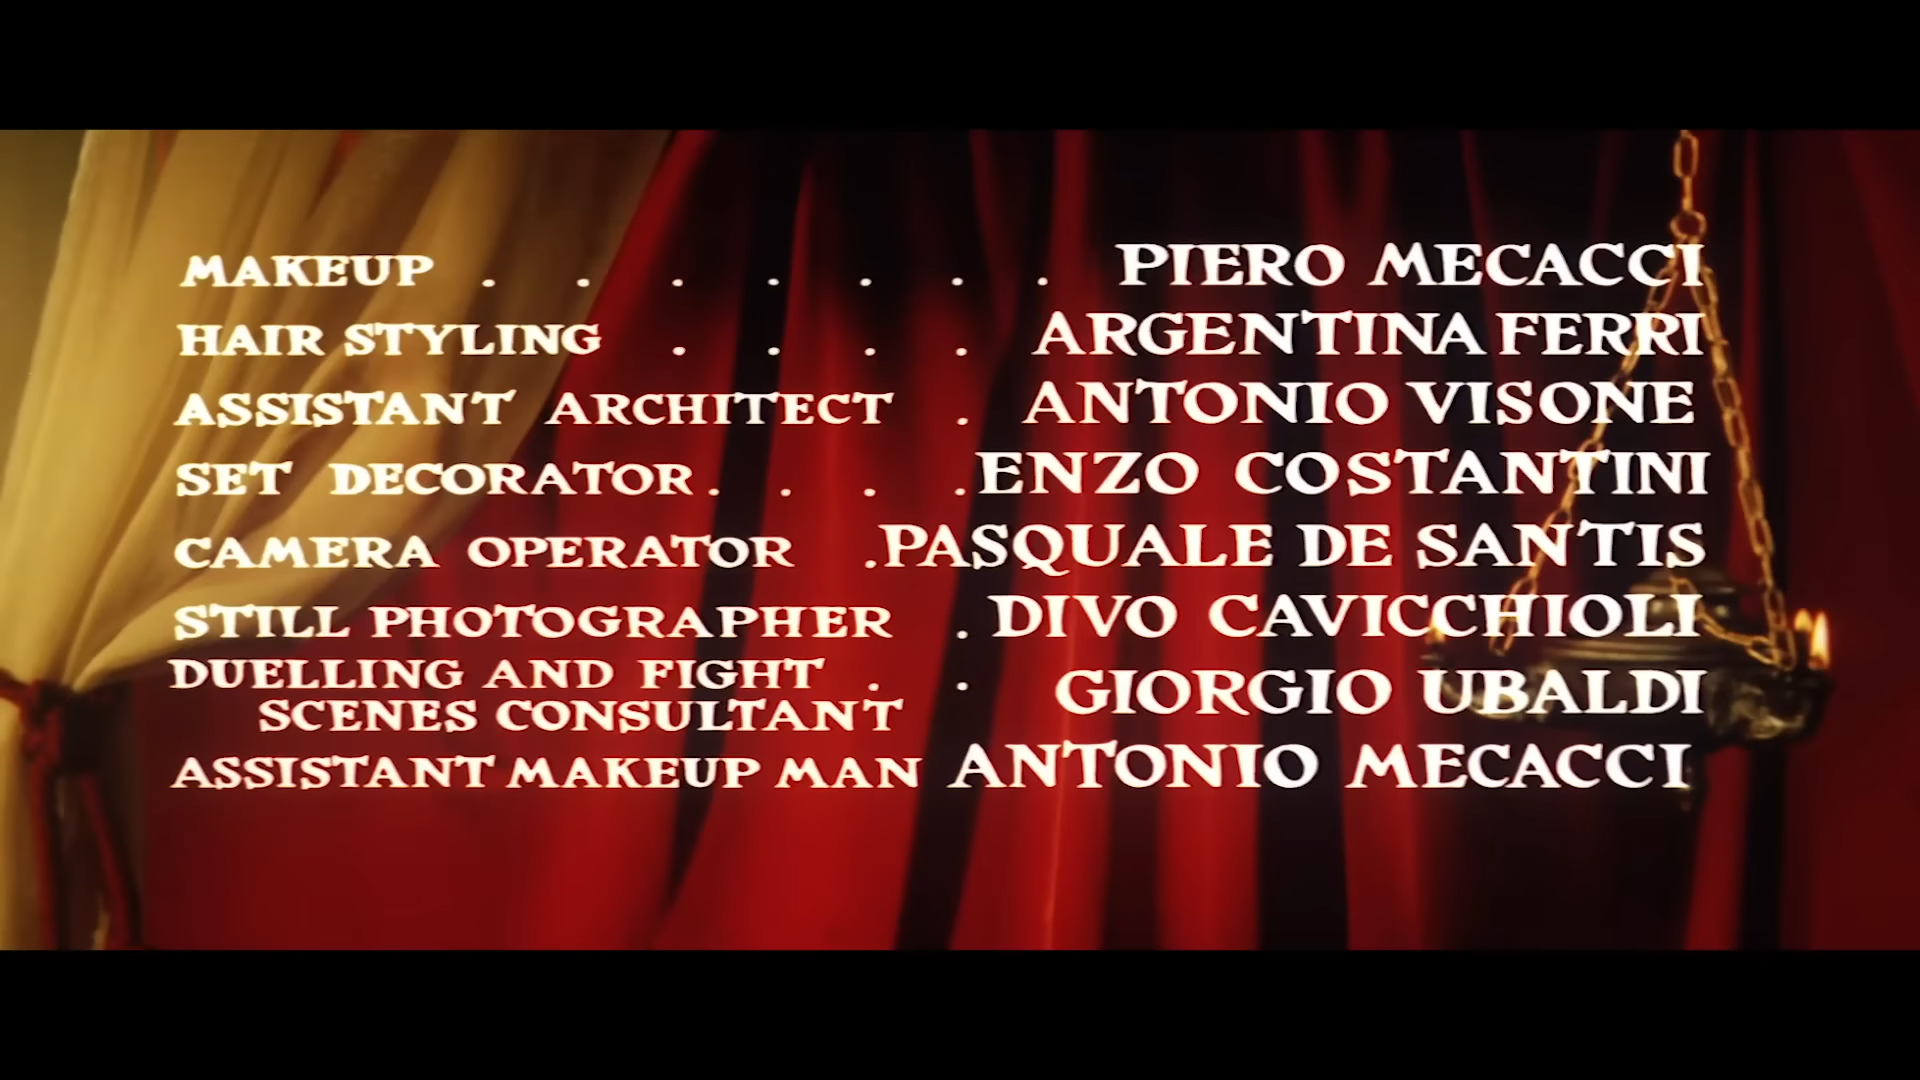 MAKEUP . . . . . . . PIERO MECACCI
HAIR STYLING . . . . ARGENTINA FERRI
ASSISTANT ARCHITECT . ANTONIO VISONE
SET DECORATOR. . . . ENZO COSTANTINI
CAMERA OPERATOR . PASQUALE DE SANTIS
STILL PHOTOGRAPHER . DIVO CAVICCHIOLI
DUELLING AND FIGHT . . GIORGIO UBALDI
SCENES CONSULTANT
ASSISTANT MAKEUP MAN ANTONIO MECACCI